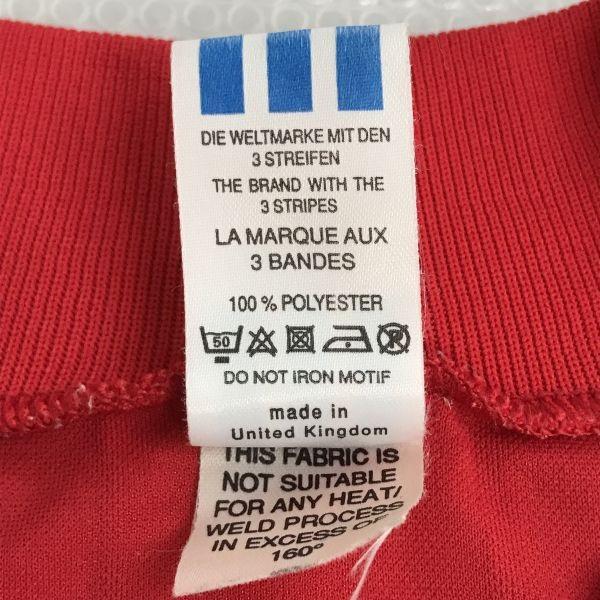 DIE WELTMARKE MIT DEN
3 STREIFEN
THE BRAND WITH THE
3 STRIPES
LA MARQUE AUX
3 BANDES
100 % POLYESTER
50
DO NOT IRON MOTIF
made in
United Kingdom
THIS FABRIC IS
NOT SUITABLE
FOR ANY HEAT/
WELD PROCESS
IN EXCESS OF
160°